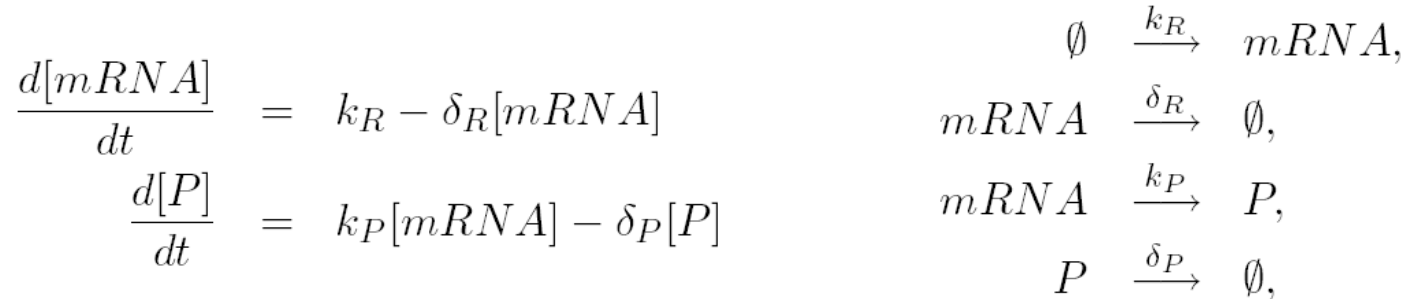 d[mRNA]/dt = k_R − δ_R[mRNA]
d[P]/dt = k_P[mRNA] − δ_P[P]
∅ —k_R→ mRNA,
mRNA —δ_R→ ∅,
mRNA —k_P→ P,
P —δ_P→ ∅,